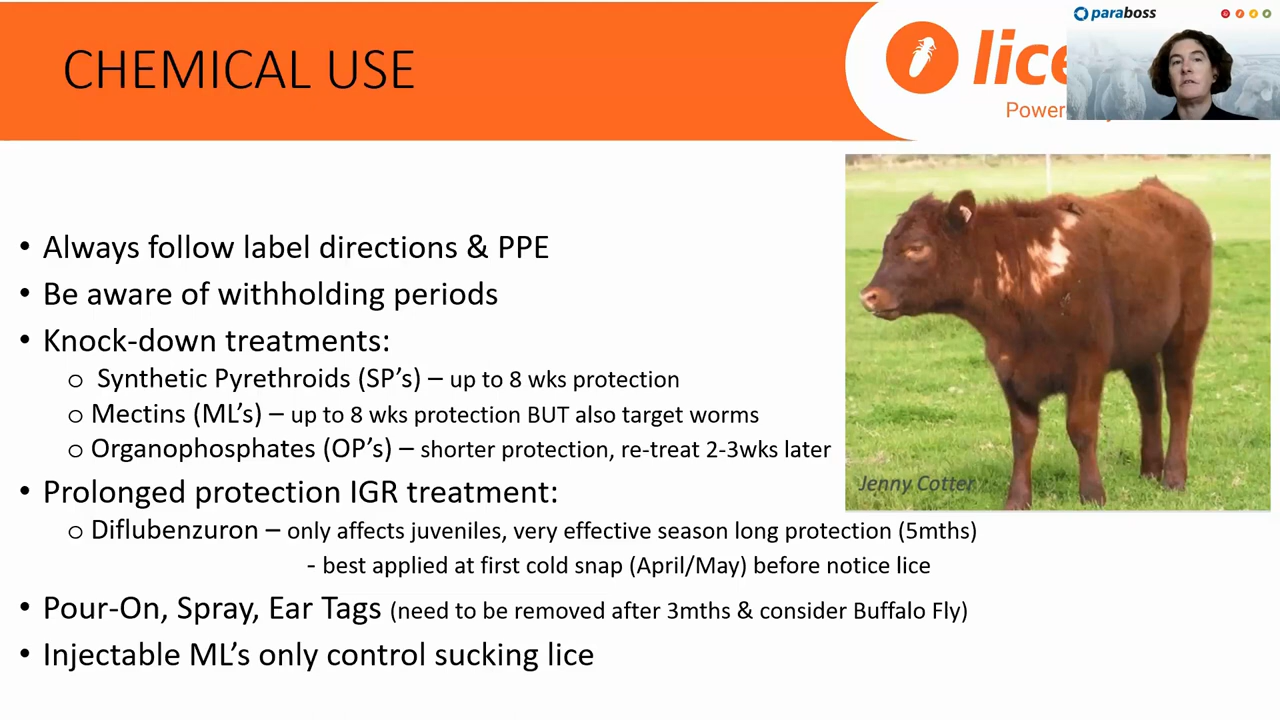 CHEMICAL USE
lice
Power
paraboss
• Always follow label directions & PPE
• Be aware of withholding periods
• Knock-down treatments:
o Synthetic Pyrethroids (SP’s) – up to 8 wks protection
o Mectins (ML’s) – up to 8 wks protection BUT also target worms
o Organophosphates (OP’s) – shorter protection, re-treat 2-3wks later
Jenny Cotter
• Prolonged protection IGR treatment:
o Diflubenzuron – only affects juveniles, very effective season long protection (5mths)
- best applied at first cold snap (April/May) before notice lice
• Pour-On, Spray, Ear Tags (need to be removed after 3mths & consider Buffalo Fly)
• Injectable ML’s only control sucking lice